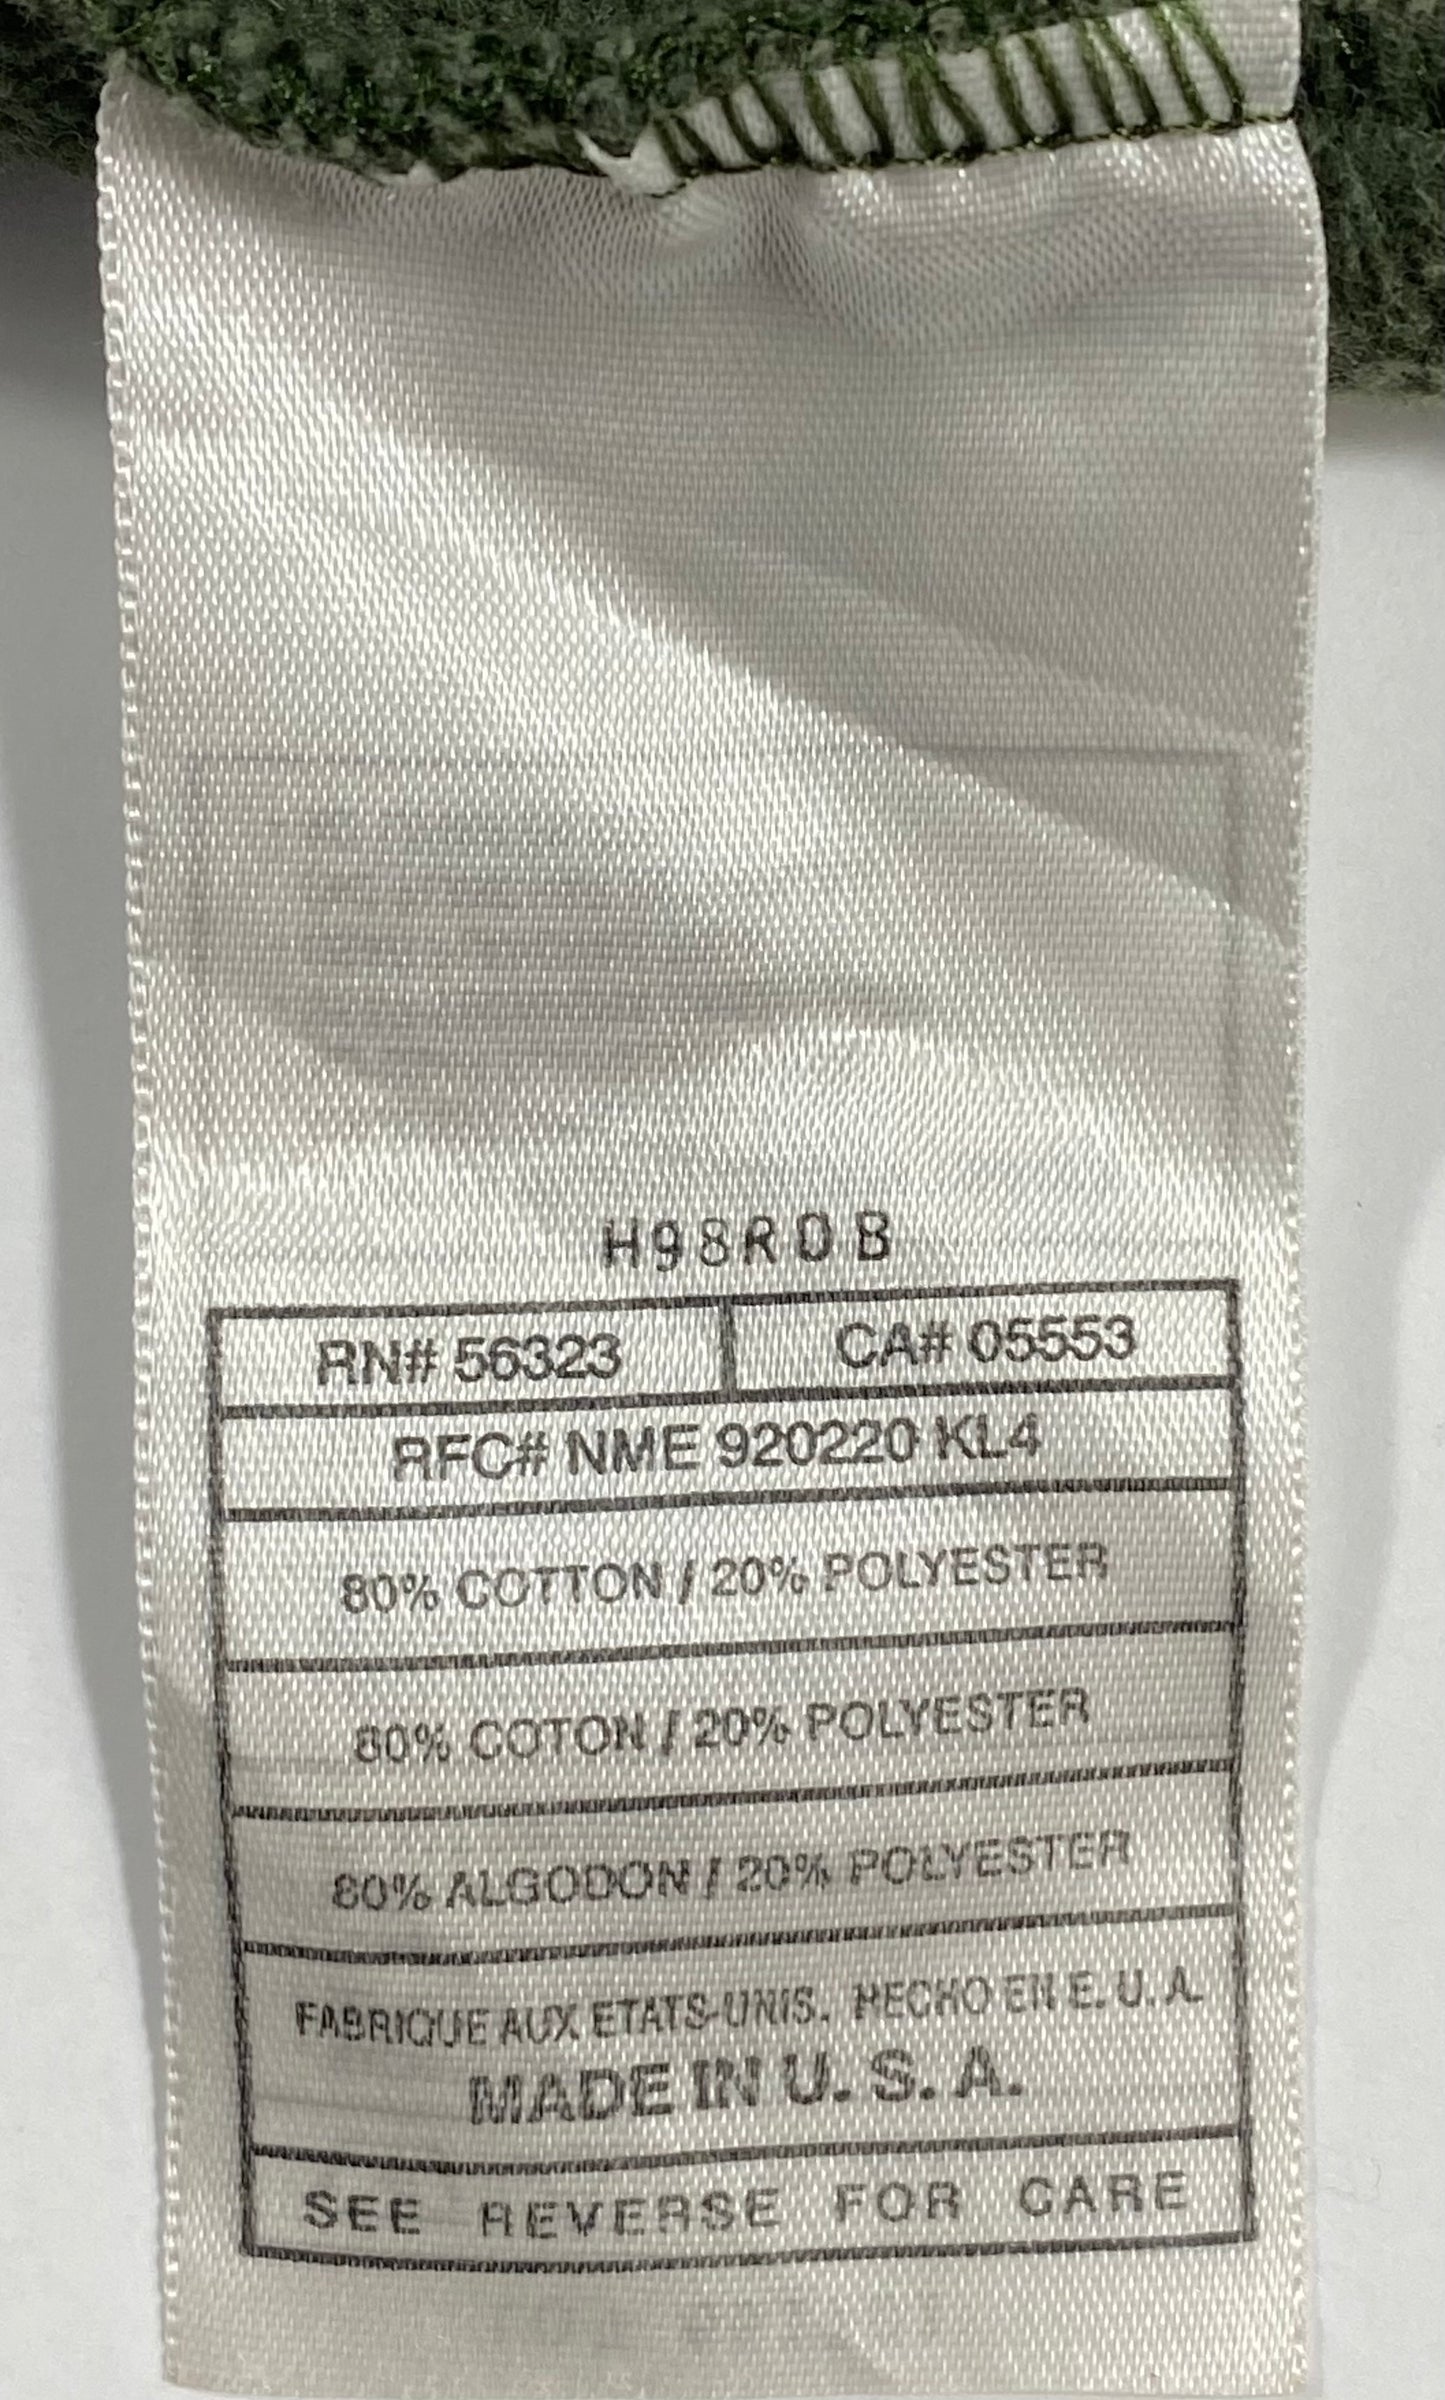 H98R0B
RN# 56323 CA# 05553
RFC# NME 920220 KL4
80% COTTON / 20% POLYESTER
80% COTON / 20% POLYESTER
80% ALGODON / 20% POLYESTER
FABRIQUE AUX ETATS-UNIS. HECHO EN E. U. A.
MADE IN U. S. A.
SEE REVERSE FOR CARE